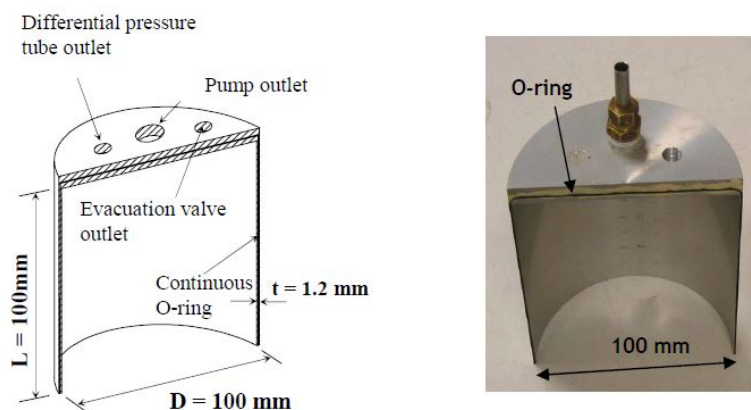 Differential pressure
tube outlet
Pump outlet
Evacuation valve
outlet
Continuous
O-ring
t = 1.2 mm
L = 100mm
D = 100 mm
O-ring
100 mm